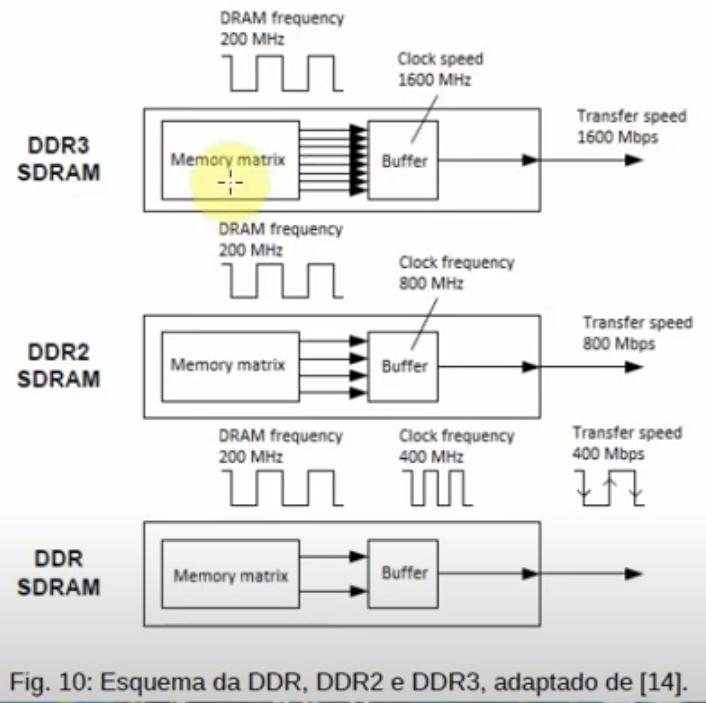 DRAM frequency
200 MHz
Clock speed
1600 MHz
Transfer speed
1600 Mbps
DDR3
SDRAM
Memory matrix
Buffer
DRAM frequency
200 MHz
Clock frequency
800 MHz
Transfer speed
800 Mbps
DDR2
SDRAM
Memory matrix
Buffer
DRAM frequency
200 MHz
Clock frequency
400 MHz
Transfer speed
400 Mbps
DDR
SDRAM
Memory matrix
Buffer
Fig. 10: Esquema da DDR, DDR2 e DDR3, adaptado de [14].